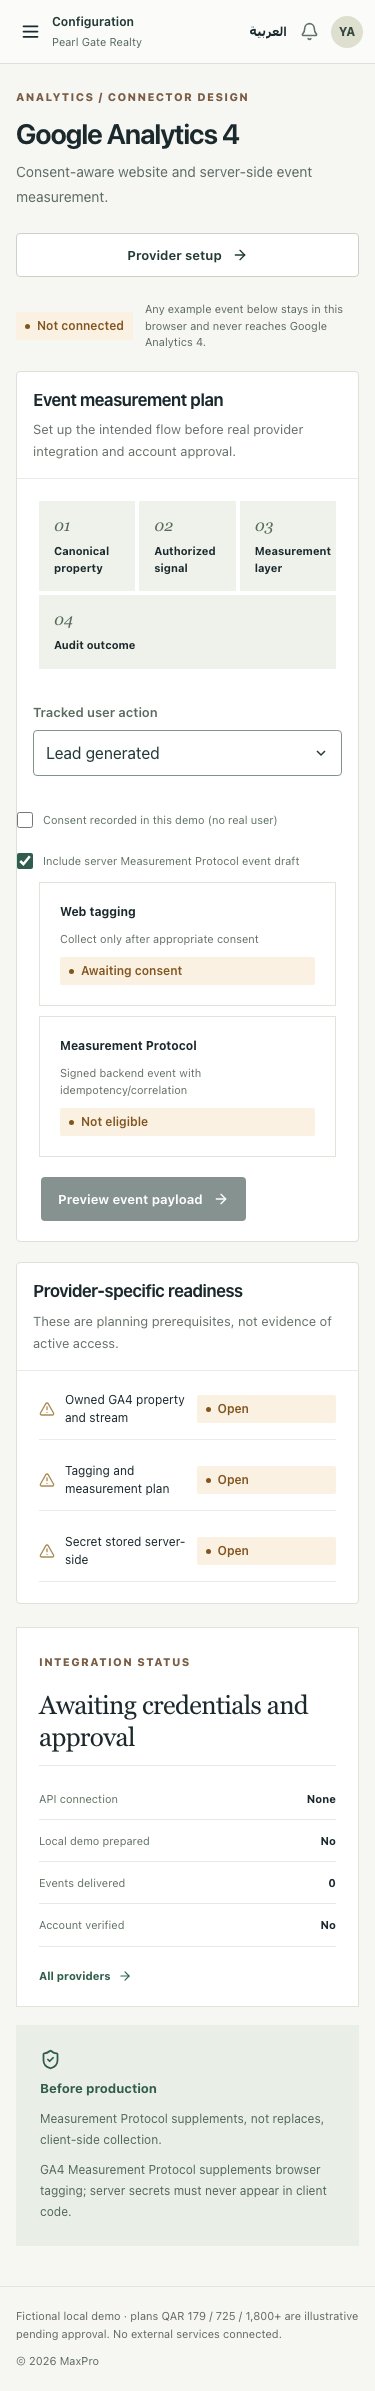 Configuration
Pearl Gate Realty
العربية
YA
ANALYTICS / CONNECTOR DESIGN
Google Analytics 4
Consent-aware website and server-side event
measurement.
Provider setup
Not connected
Any example event below stays in this
browser and never reaches Google
Analytics 4.
Event measurement plan
Set up the intended flow before real provider
integration and account approval.
01
Canonical
property
02
Authorized
signal
03
Measurement
layer
04
Audit outcome
Tracked user action
Lead generated
Consent recorded in this demo (no real user)
Include server Measurement Protocol event draft
Web tagging
Collect only after appropriate consent
Awaiting consent
Measurement Protocol
Signed backend event with
idempotency/correlation
Not eligible
Preview event payload
Provider-specific readiness
These are planning prerequisites, not evidence of
active access.
Owned GA4 property
and stream
Open
Tagging and
measurement plan
Open
Secret stored server-
side
Open
INTEGRATION STATUS
Awaiting credentials and
approval
API connection None
Local demo prepared No
Events delivered 0
Account verified No
All providers
Before production
Measurement Protocol supplements, not replaces,
client-side collection.
GA4 Measurement Protocol supplements browser
tagging; server secrets must never appear in client
code.
Fictional local demo · plans QAR 179 / 725 / 1,800+ are illustrative
pending approval. No external services connected.
© 2026 MaxPro